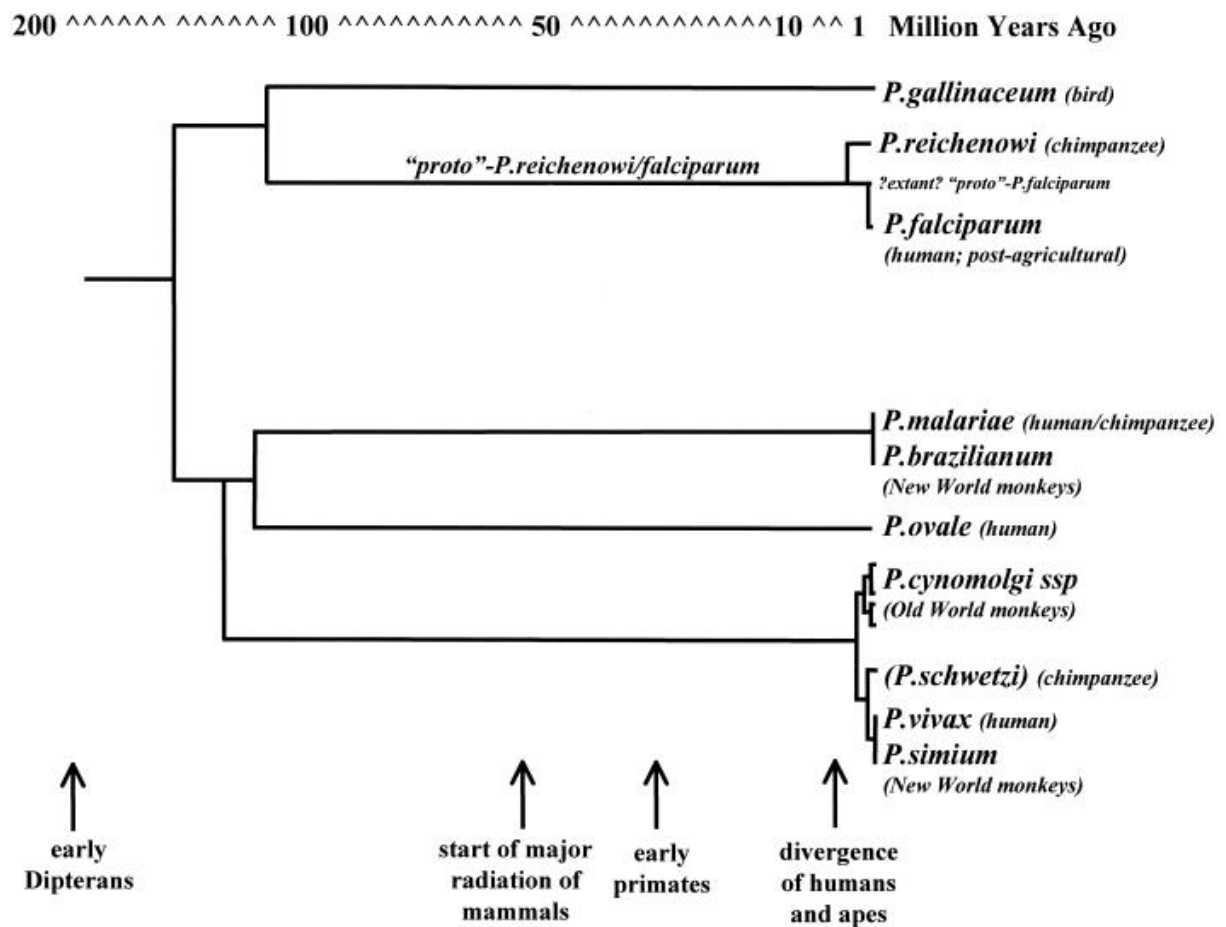 200 ^^^^^^ ^^^^^^ 100 ^^^^^^^^^^^^ 50 ^^^^^^^^^^^^^10 ^^ 1 Million Years Ago
P.gallinaceum (bird)
P.reichenowi (chimpanzee)
"proto"-P.reichenowi/falciparum
?extant? "proto"-P.falciparum
P.falciparum
(human; post-agricultural)
P.malariae (human/chimpanzee)
P.brazilianum
(New World monkeys)
P.ovale (human)
P.cynomolgi ssp
(Old World monkeys)
(P.schwetzi) (chimpanzee)
P.vivax (human)
P.simium
(New World monkeys)
early
Dipterans
start of major
radiation of
mammals
early
primates
divergence
of humans
and apes